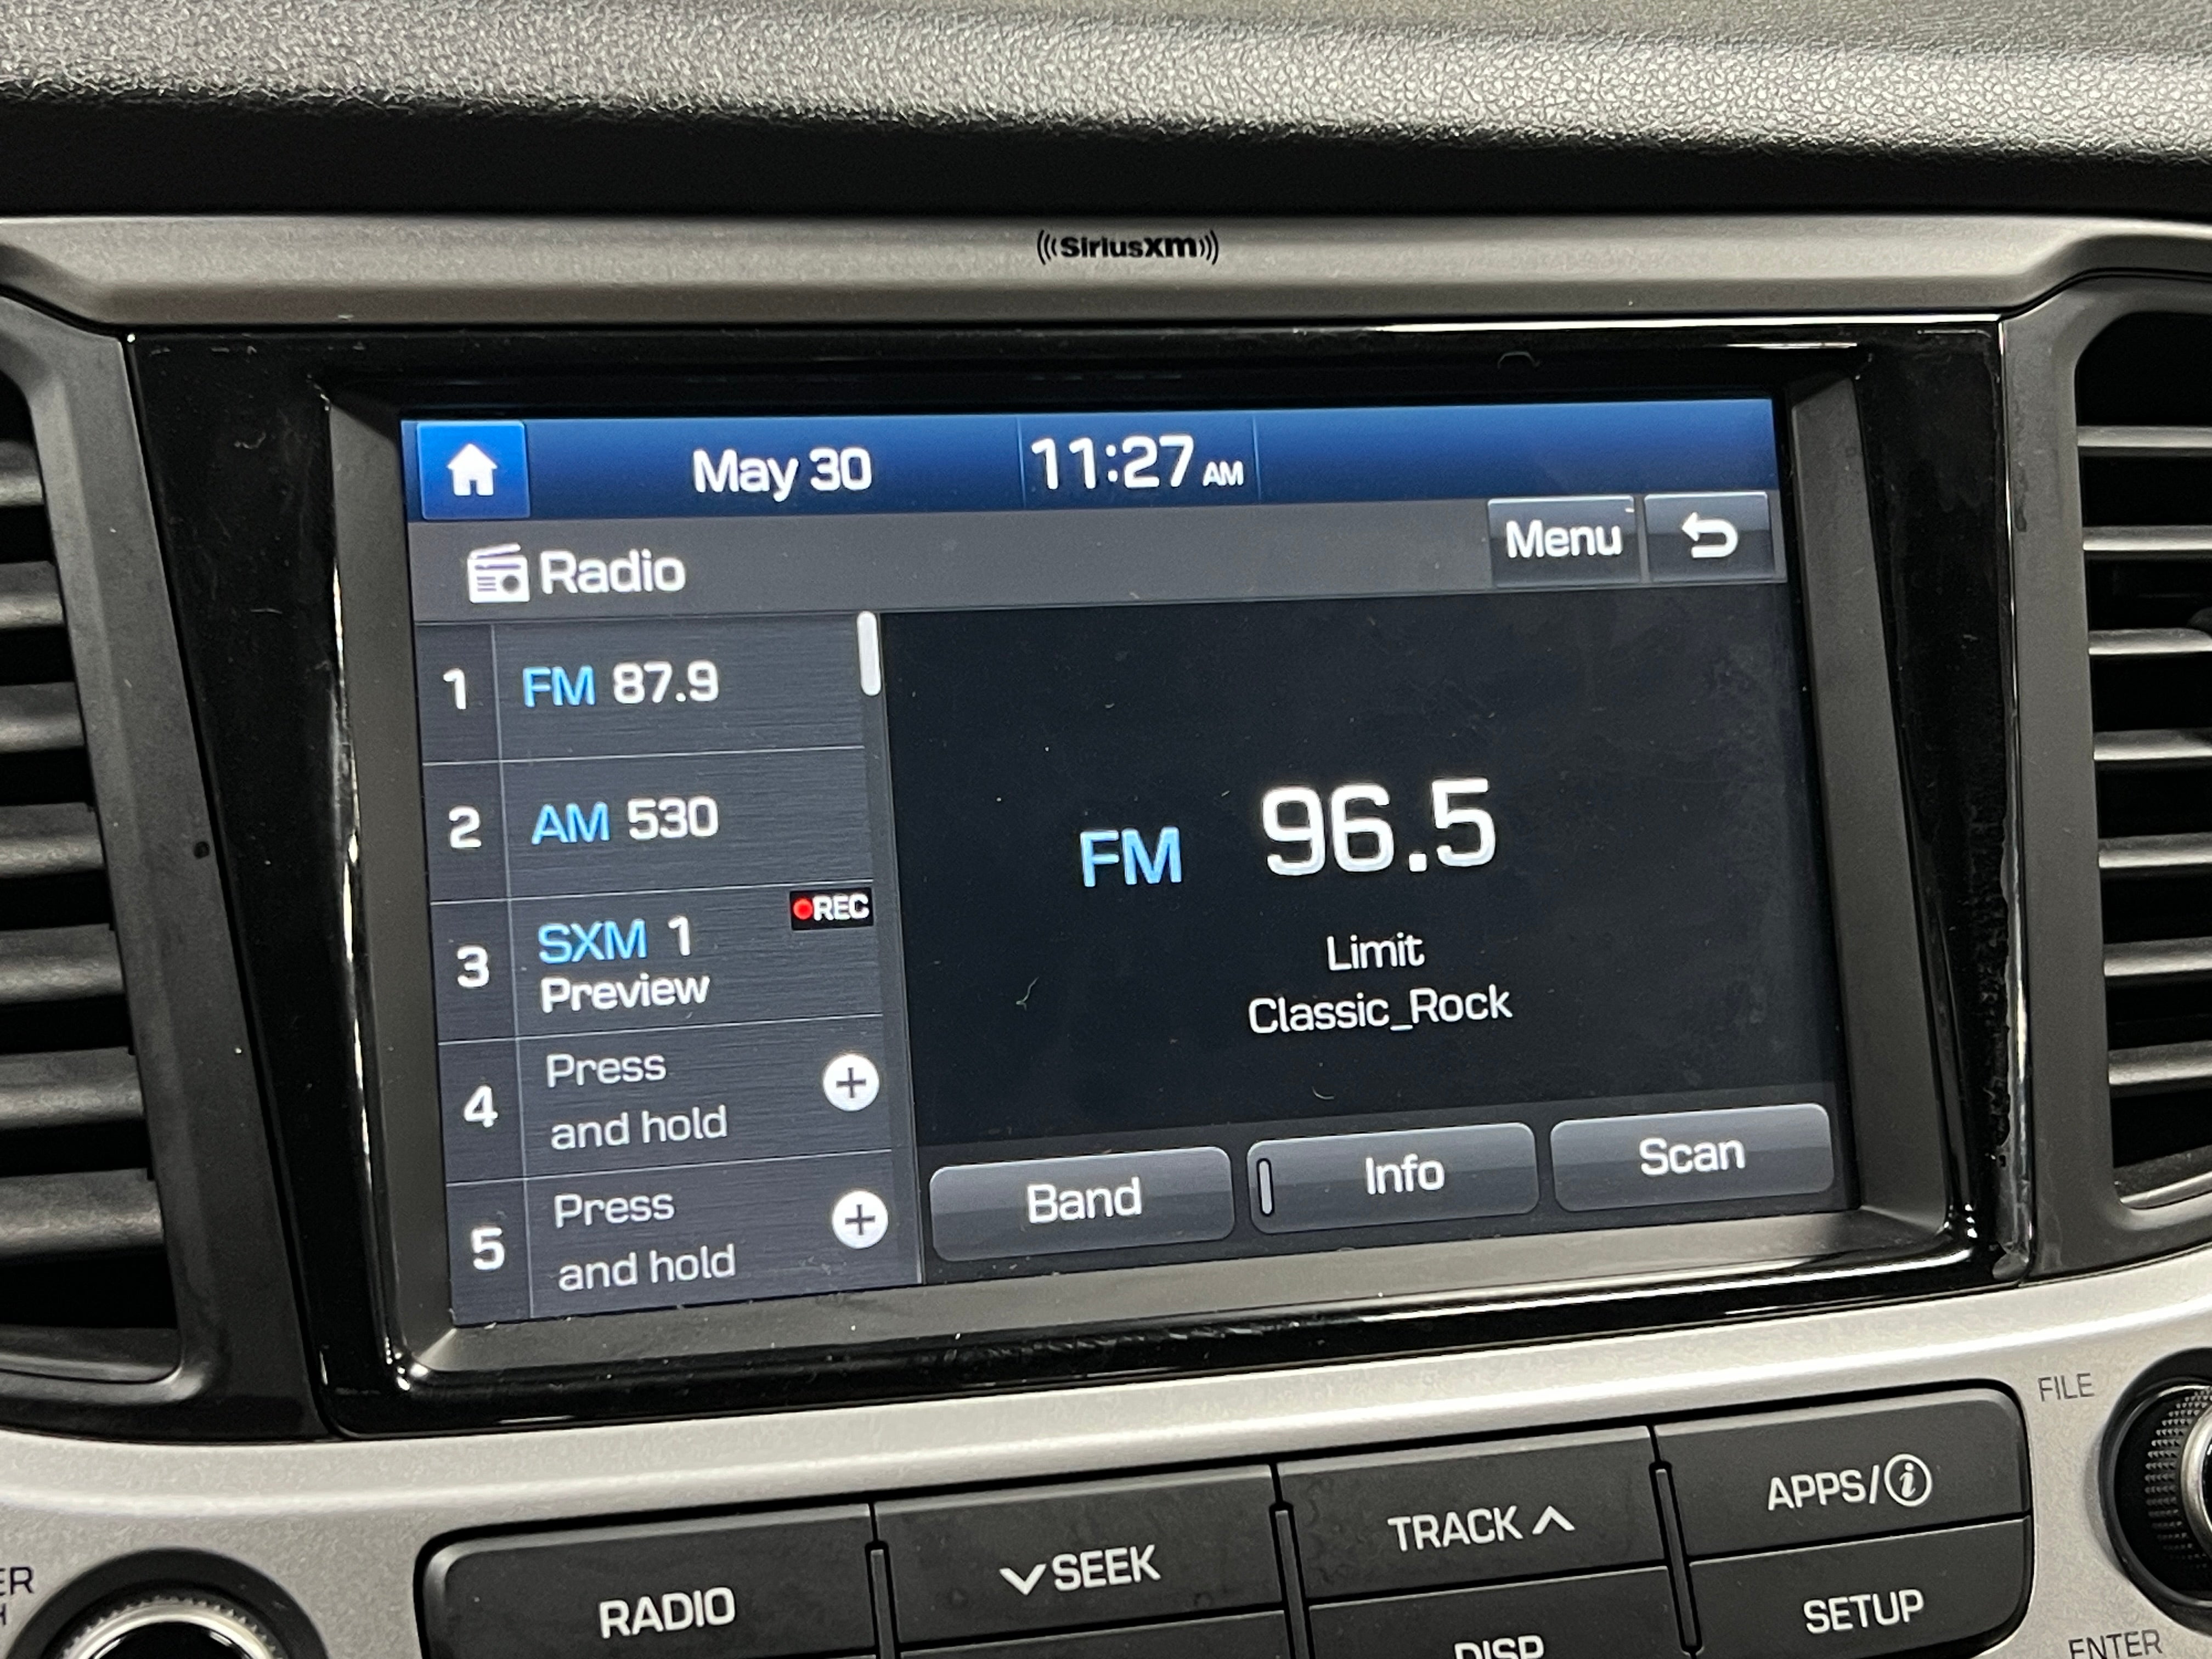 SiriusXM
May 30 11:27 AM
Radio Menu
1 FM 87.9
2 AM 530
3 SXM 1 REC
Preview
4 Press
and hold
5 Press
and hold
FM 96.5
Limit
Classic_Rock
Band Info Scan
FILE
RADIO SEEK TRACK APPS/i
DISP SETUP
ENTER